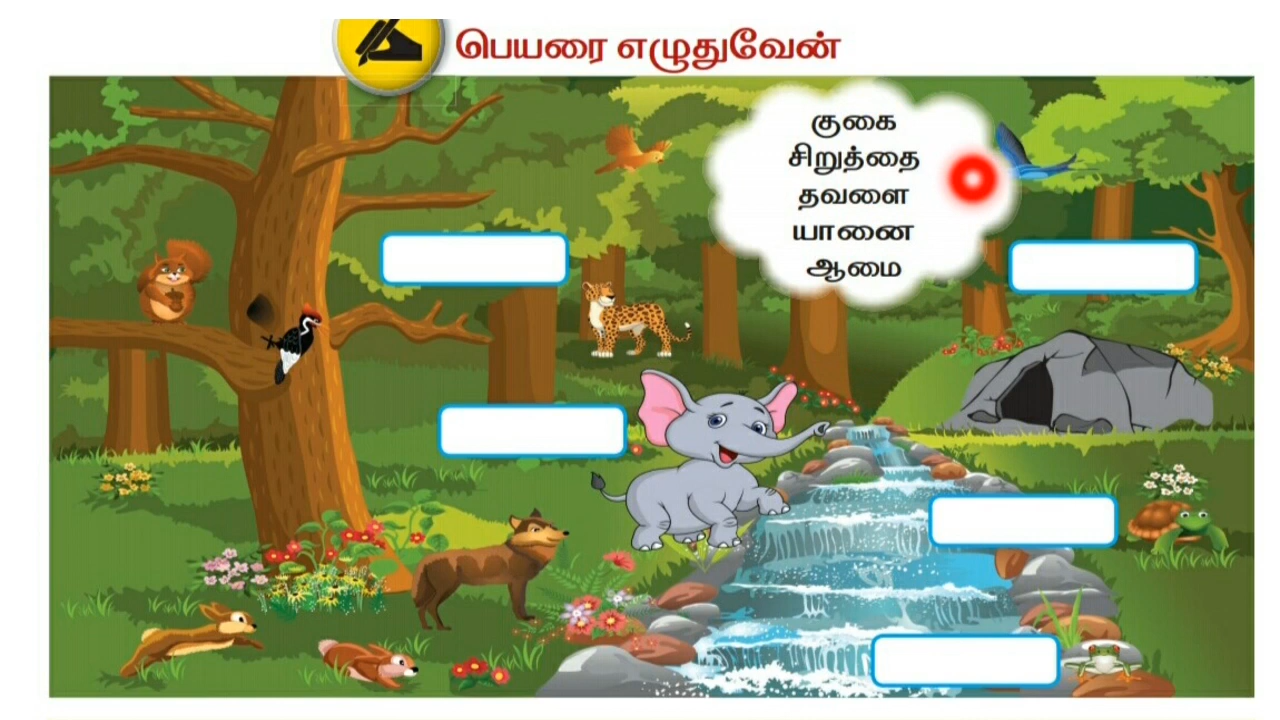 பெயரை எழுதுவேன்
குகை
சிறுத்தை
தவளை
யானை
ஆமை